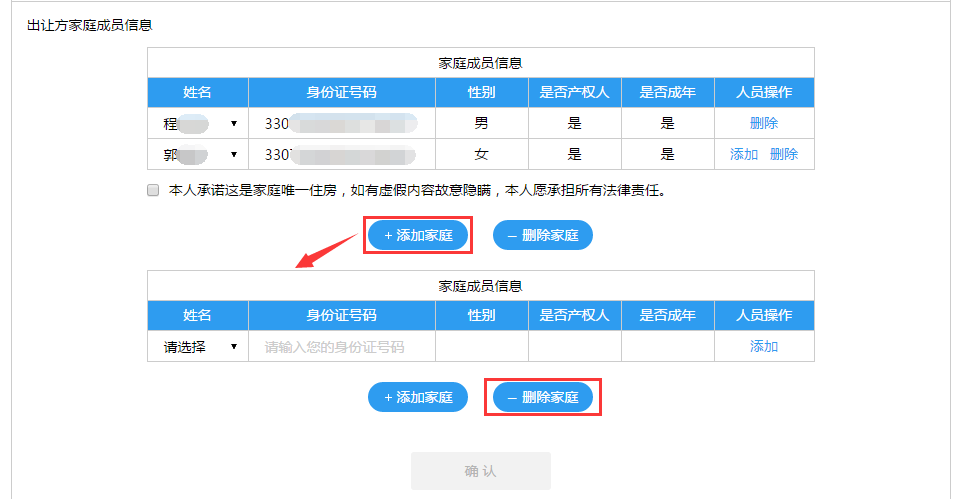 出让方家庭成员信息
家庭成员信息
姓名 身份证号码 性别 是否产权人 是否成年 人员操作
程 330 男 是 是 删除
郭 330 女 是 是 添加 删除
本人承诺这是家庭唯一住房，如有虚假内容故意隐瞒，本人愿承担所有法律责任。
+ 添加家庭 — 删除家庭
家庭成员信息
姓名 身份证号码 性别 是否产权人 是否成年 人员操作
请选择 请输入您的身份证号码 添加
+ 添加家庭 — 删除家庭
确 认